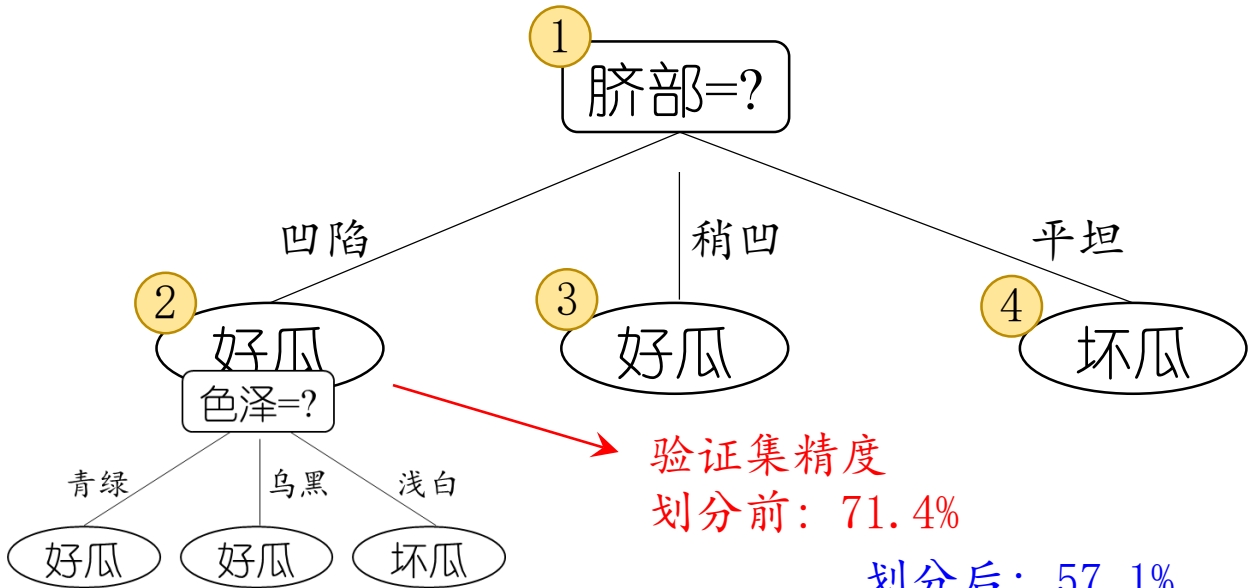 1
脐部=?
凹陷
稍凹
平坦
2
好瓜
3
好瓜
4
坏瓜
色泽=?
青绿
乌黑
浅白
好瓜
好瓜
坏瓜
验证集精度
划分前: 71.4%
划分后: 57.1%